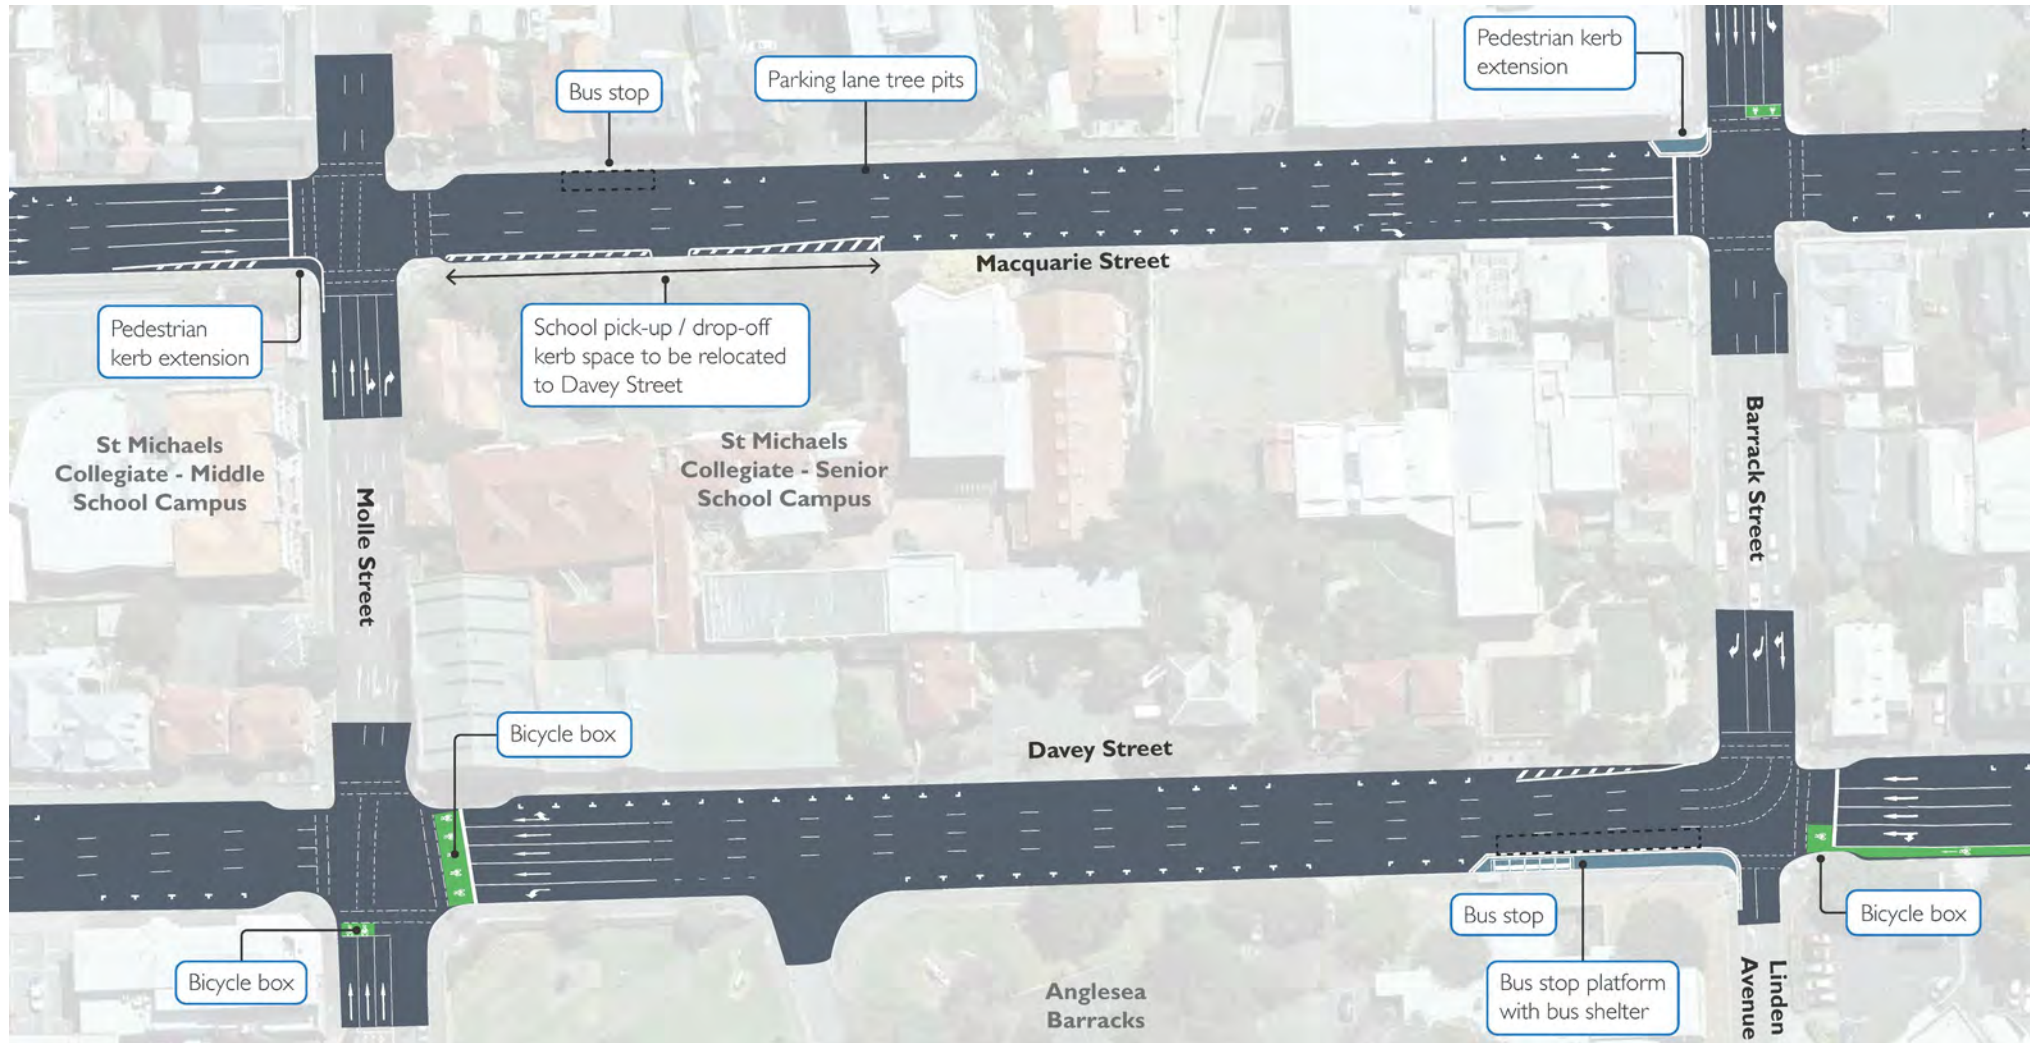 Pedestrian kerb
extension
Bus stop
Parking lane tree pits
Macquarie Street
Pedestrian
kerb extension
School pick-up / drop-off
kerb space to be relocated
to Davey Street
St Michaels
Collegiate - Middle
School Campus
St Michaels
Collegiate - Senior
School Campus
Molle Street
Barrack Street
Bicycle box
Davey Street
Bus stop
Bicycle box
Bicycle box
Bus stop platform
with bus shelter
Anglesea
Barracks
Linden
Avenue